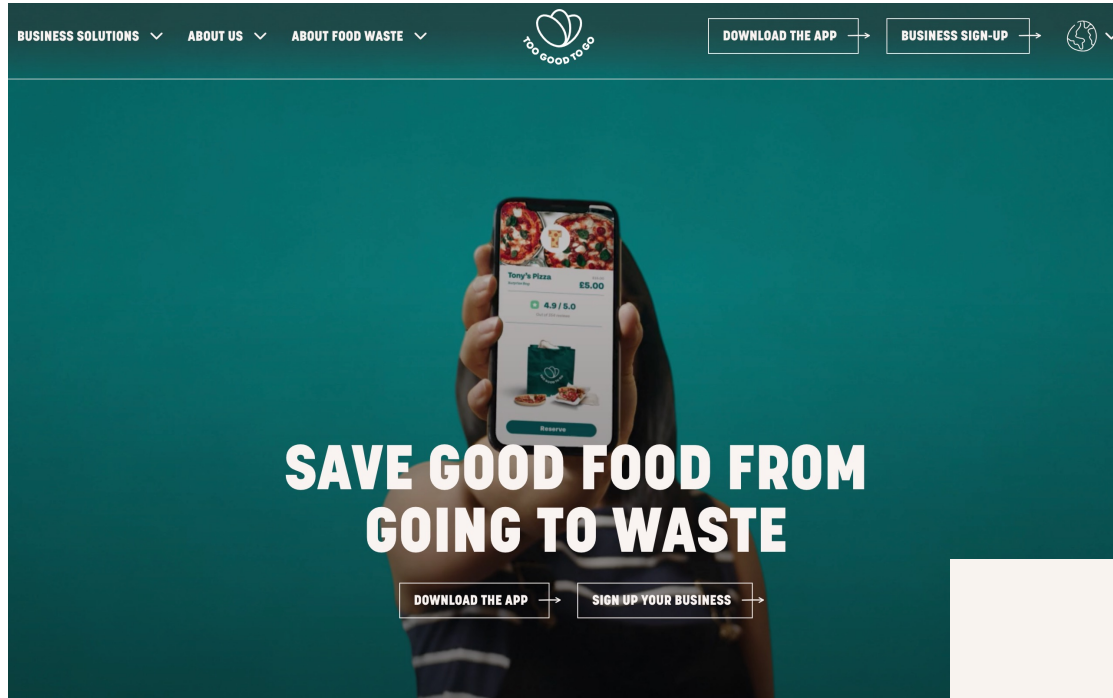 BUSINESS SOLUTIONS
ABOUT US
ABOUT FOOD WASTE
TOO GOOD TO GO
DOWNLOAD THE APP
BUSINESS SIGN-UP
Tony's Pizza
£5.00
4.9 / 5.0
Reserve
SAVE GOOD FOOD FROM
GOING TO WASTE
DOWNLOAD THE APP
SIGN UP YOUR BUSINESS